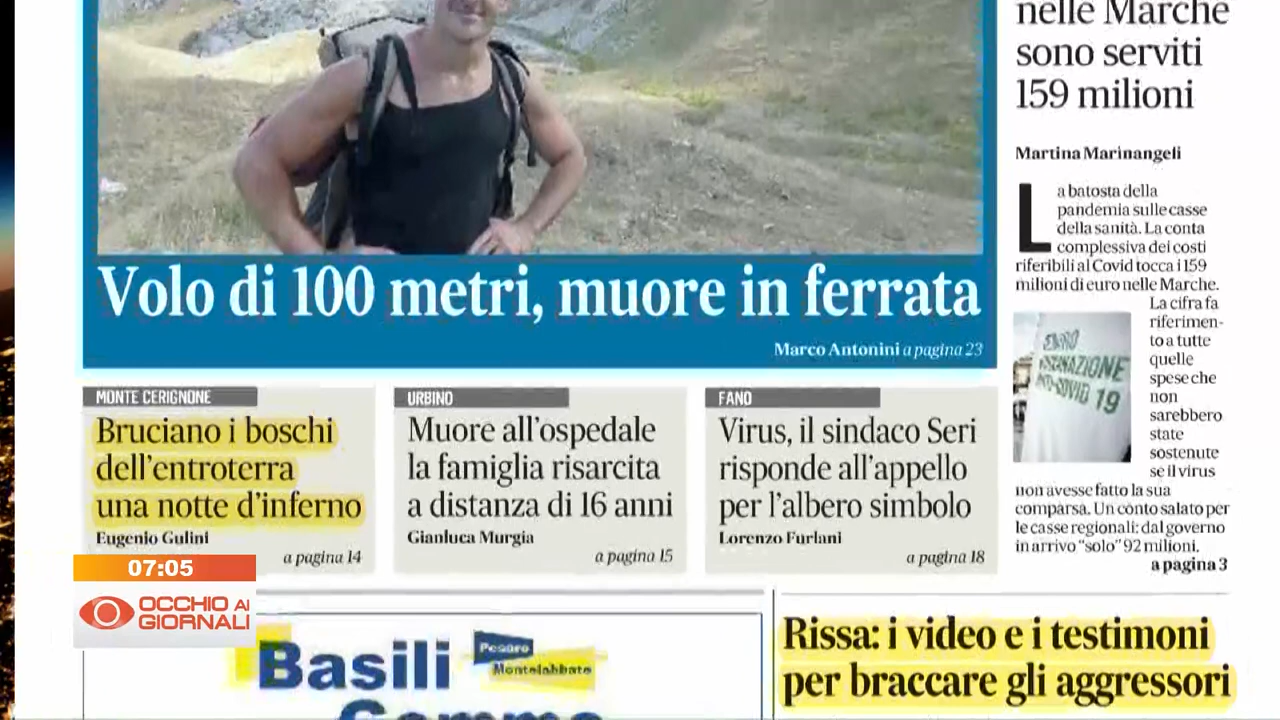 nelle Marche
sono serviti
159 milioni
Martina Marinangeli
La batosta della
pandemia sulle casse
della sanità. La conta
complessiva dei costi
riferibili al Covid tocca i 159
milioni di euro nelle Marche.
La cifra fa
riferimen-
to a tutte
quelle
spese che
non
sarebbero
state
sostenute
se il virus
non avesse fatto la sua
comparsa. Un conto salato per
le casse regionali: dal governo
in arrivo “solo” 92 milioni.
a pagina 3
VACCINAZIONE
ANTI-COVID 19
Volo di 100 metri, muore in ferrata
Marco Antonini a pagina 23
MONTE CERIGNONE
Bruciano i boschi
dell’entroterra
una notte d’inferno
Eugenio Gulini
a pagina 14
URBINO
Muore all’ospedale
la famiglia risarcita
a distanza di 16 anni
Gianluca Murgia
a pagina 15
FANO
Virus, il sindaco Seri
risponde all’appello
per l’albero simbolo
Lorenzo Furlani
a pagina 18
07:05
OCCHIO AI
GIORNALI
Basili
Pesaro
Montelabbate
Gomme
Rissa: i video e i testimoni
per braccare gli aggressori